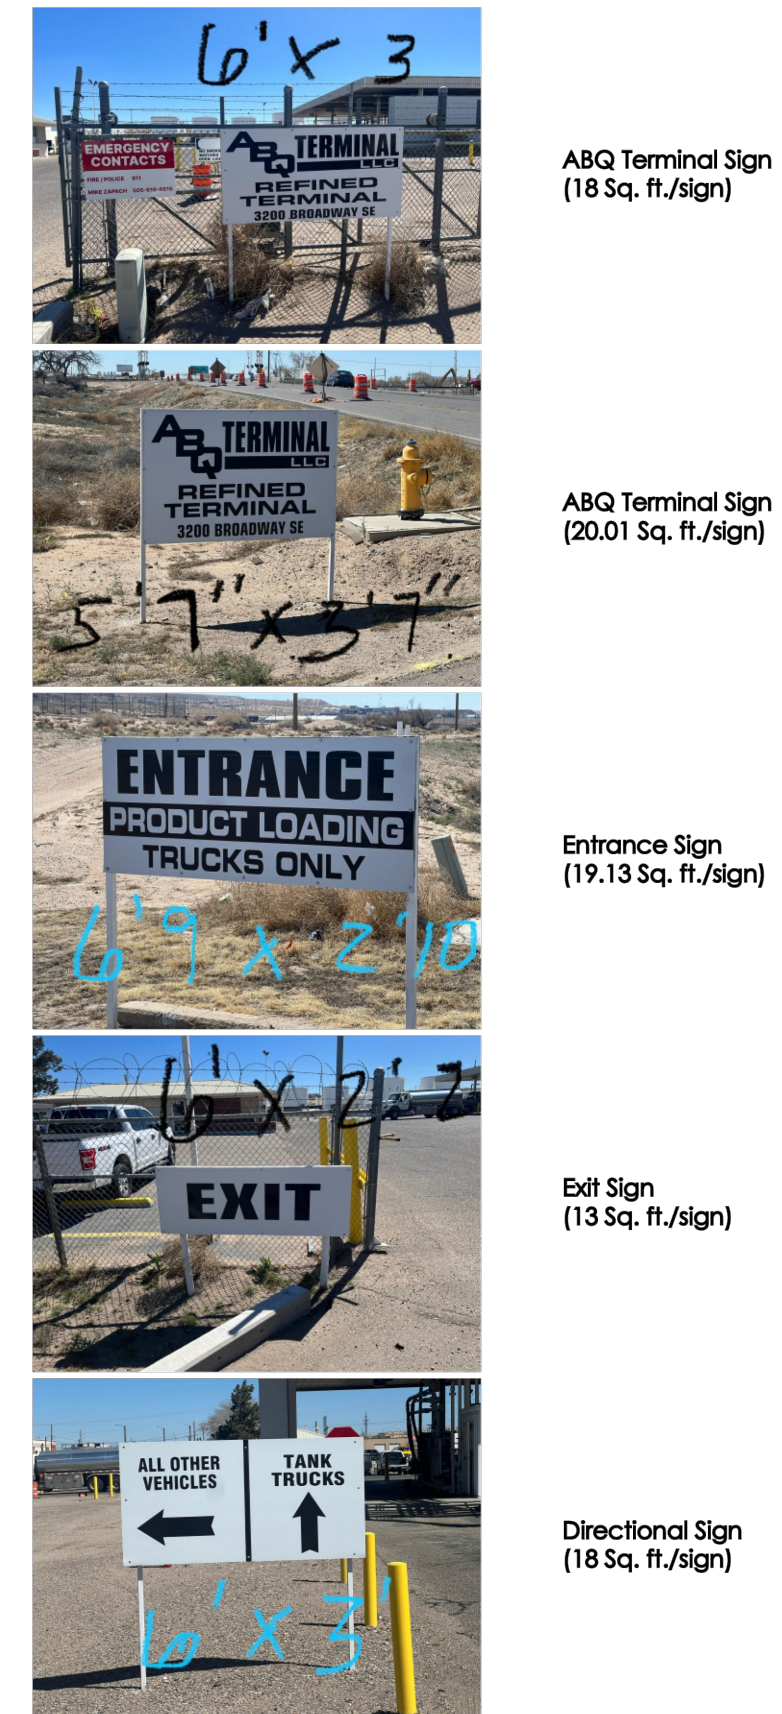 6'x 3
EMERGENCY
CONTACTS
FIRE / POLICE 911
ABQ TERMINAL
LLC
REFINED
TERMINAL
3200 BROADWAY SE
ABQ Terminal Sign
(18 Sq. ft./sign)
ABQ TERMINAL
LLC
REFINED
TERMINAL
3200 BROADWAY SE
5'7" x 3'7"
ABQ Terminal Sign
(20.01 Sq. ft./sign)
ENTRANCE
PRODUCT LOADING
TRUCKS ONLY
6'9 x 2'10
Entrance Sign
(19.13 Sq. ft./sign)
6'x 2 2
EXIT
Exit Sign
(13 Sq. ft./sign)
ALL OTHER
VEHICLES
TANK
TRUCKS
6'x 3'
Directional Sign
(18 Sq. ft./sign)